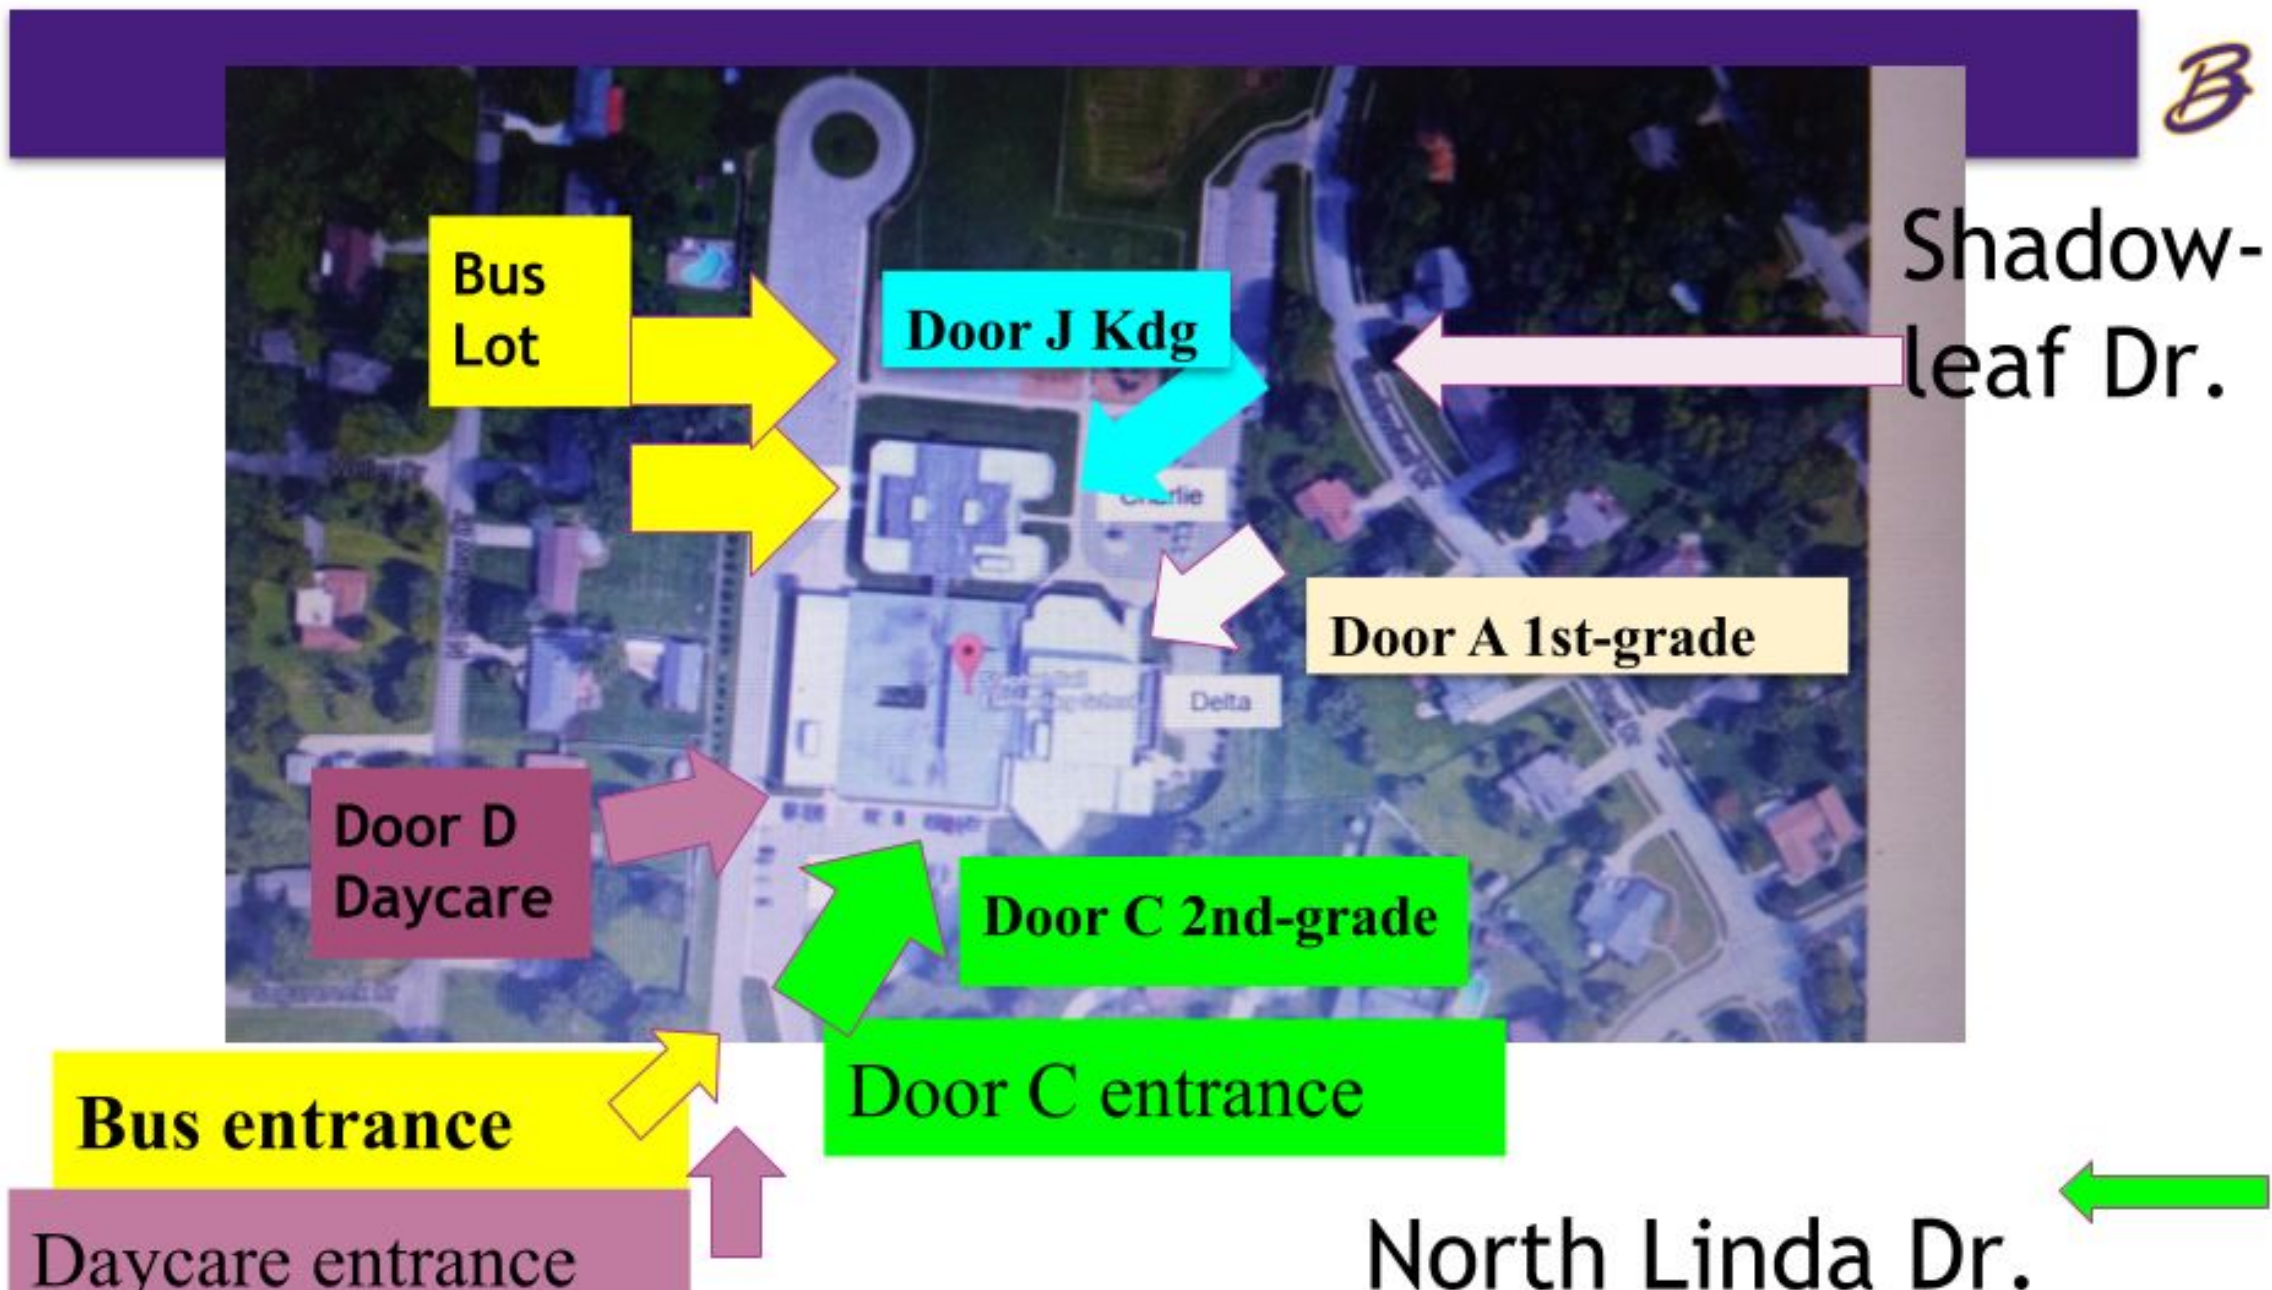 B
Shadow-
leaf Dr.
Bus
Lot
Door J Kdg
Door A 1st-grade
Delta
Door D
Daycare
Door C 2nd-grade
Door C entrance
Bus entrance
Daycare entrance
North Linda Dr.